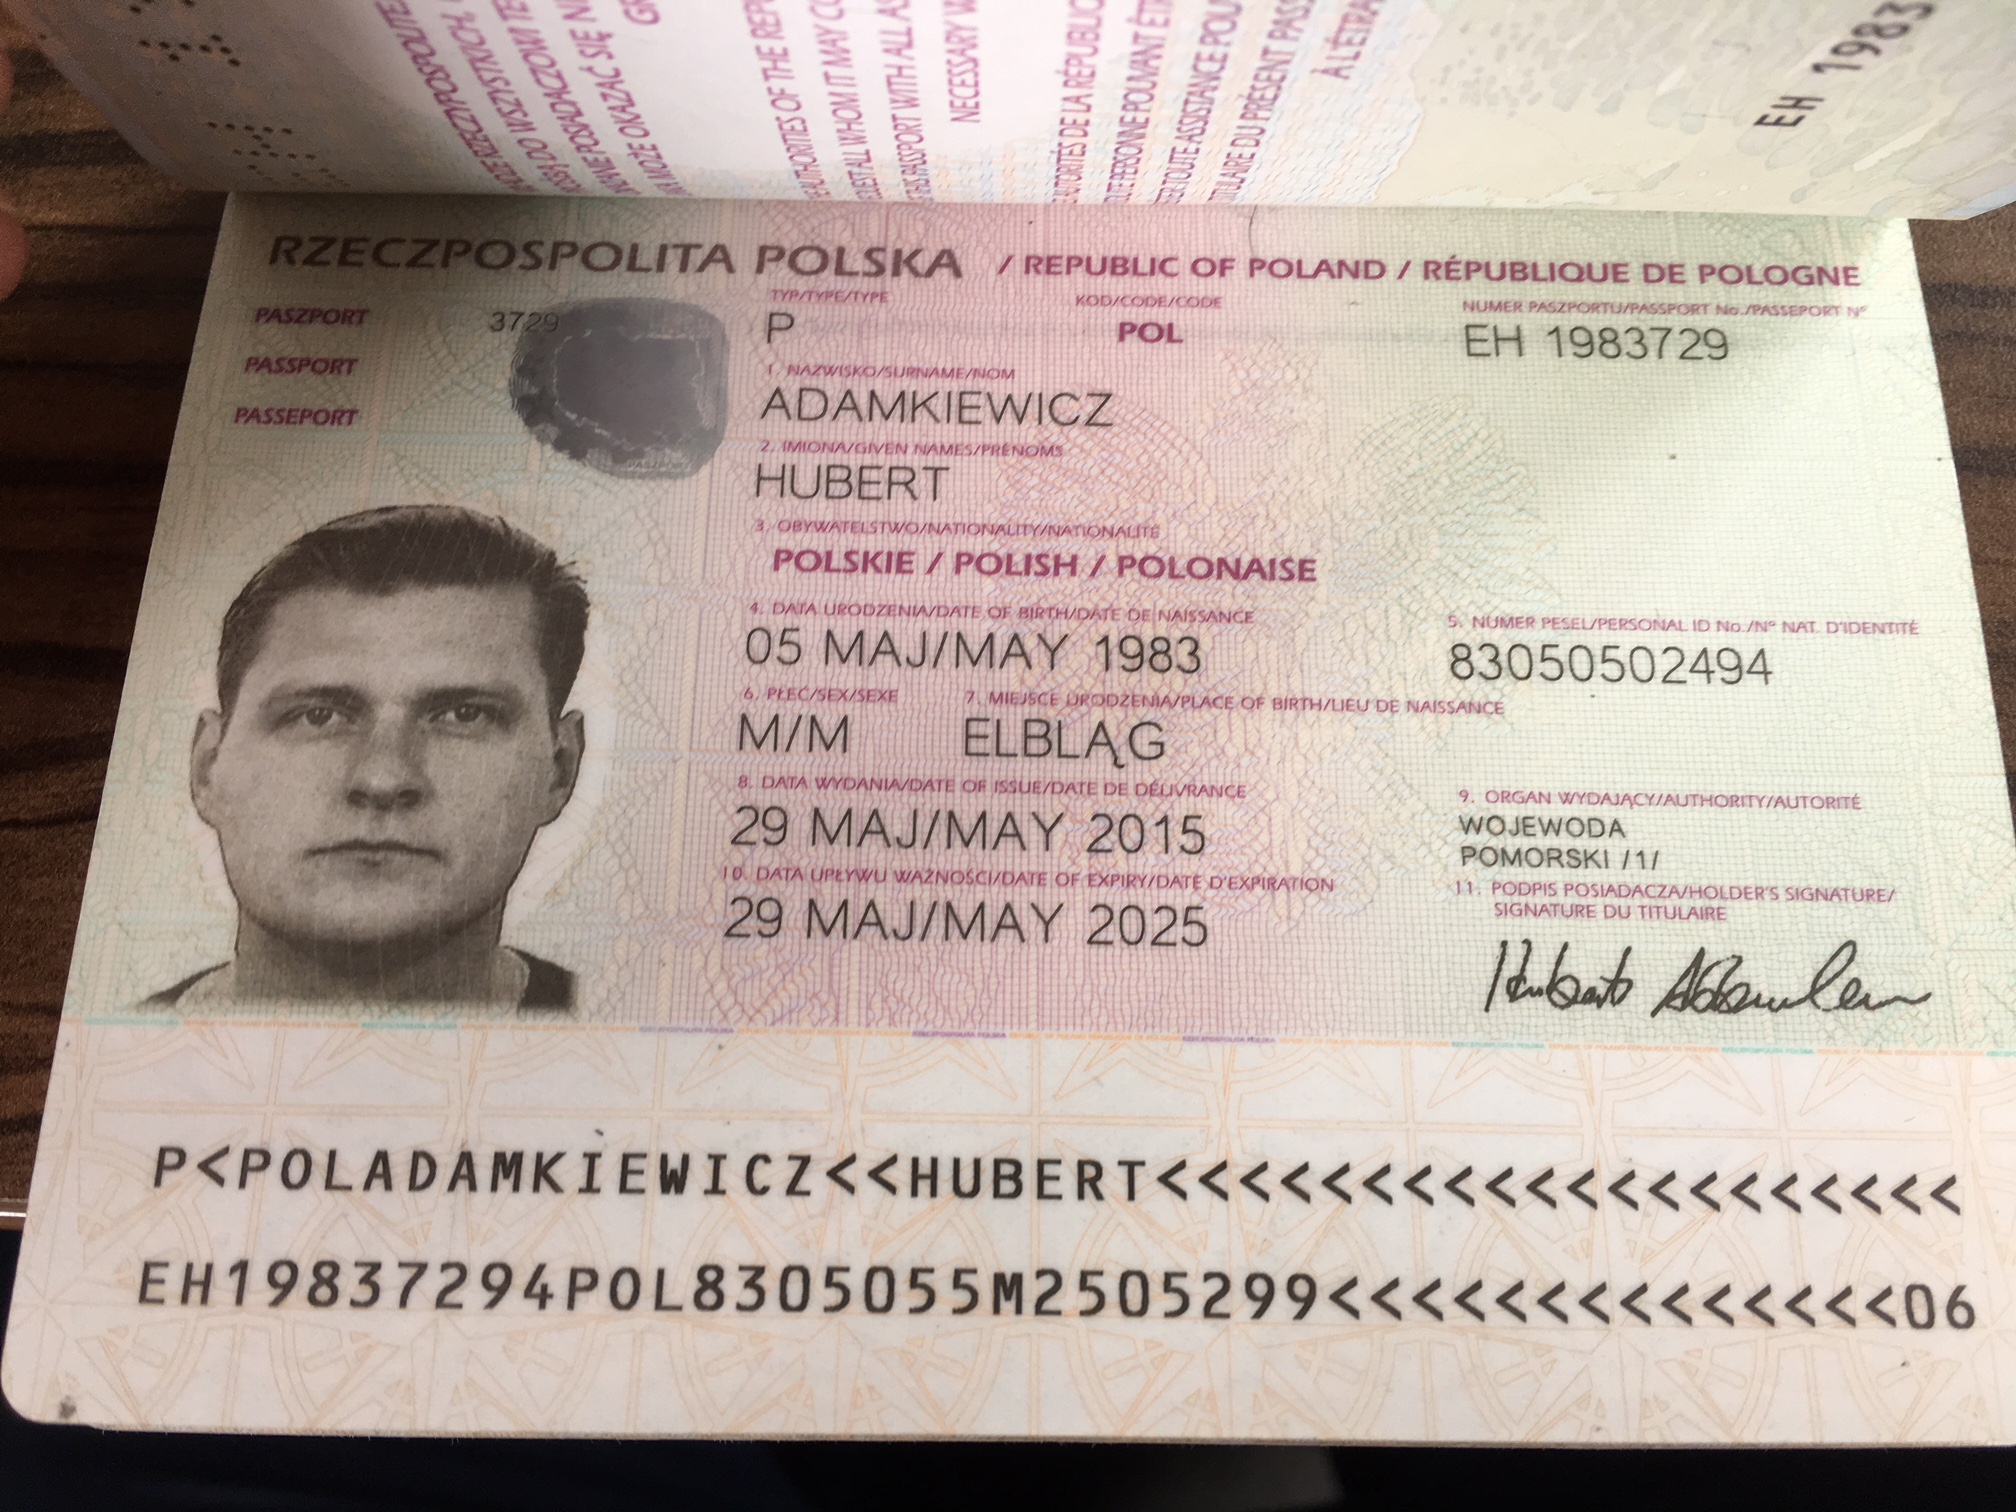 EH 1983
RZECZPOSPOLITA POLSKA / REPUBLIC OF POLAND / RÉPUBLIQUE DE POLOGNE
PASZPORT
PASSPORT
PASSEPORT
3729
TYP/TYPE/TYPE
P
KOD/CODE/CODE
POL
NUMER PASZPORTU/PASSPORT No./PASSEPORT Nº
EH 1983729
1. NAZWISKO/SURNAME/NOM
ADAMKIEWICZ
2. IMIONA/GIVEN NAMES/PRÉNOMS
HUBERT
3. OBYWATELSTWO/NATIONALITY/NATIONALITÉ
POLSKIE / POLISH / POLONAISE
4. DATA URODZENIA/DATE OF BIRTH/DATE DE NAISSANCE
05 MAJ/MAY 1983
5. NUMER PESEL/PERSONAL ID No./Nº NAT. D'IDENTITÉ
83050502494
6. PŁEĆ/SEX/SEXE
M/M
7. MIEJSCE URODZENIA/PLACE OF BIRTH/LIEU DE NAISSANCE
ELBLĄG
8. DATA WYDANIA/DATE OF ISSUE/DATE DE DÉLIVRANCE
29 MAJ/MAY 2015
9. ORGAN WYDAJĄCY/AUTHORITY/AUTORITÉ
WOJEWODA
POMORSKI /1/
10. DATA UPŁYWU WAŻNOŚCI/DATE OF EXPIRY/DATE D'EXPIRATION
29 MAJ/MAY 2025
11. PODPIS POSIADACZA/HOLDER'S SIGNATURE/
SIGNATURE DU TITULAIRE
P<POLADAMKIEWICZ<<HUBERT<<<<<<<<<<<<<<<<<<<<
EH19837294POL8305055M2505299<<<<<<<<<<<<<<06